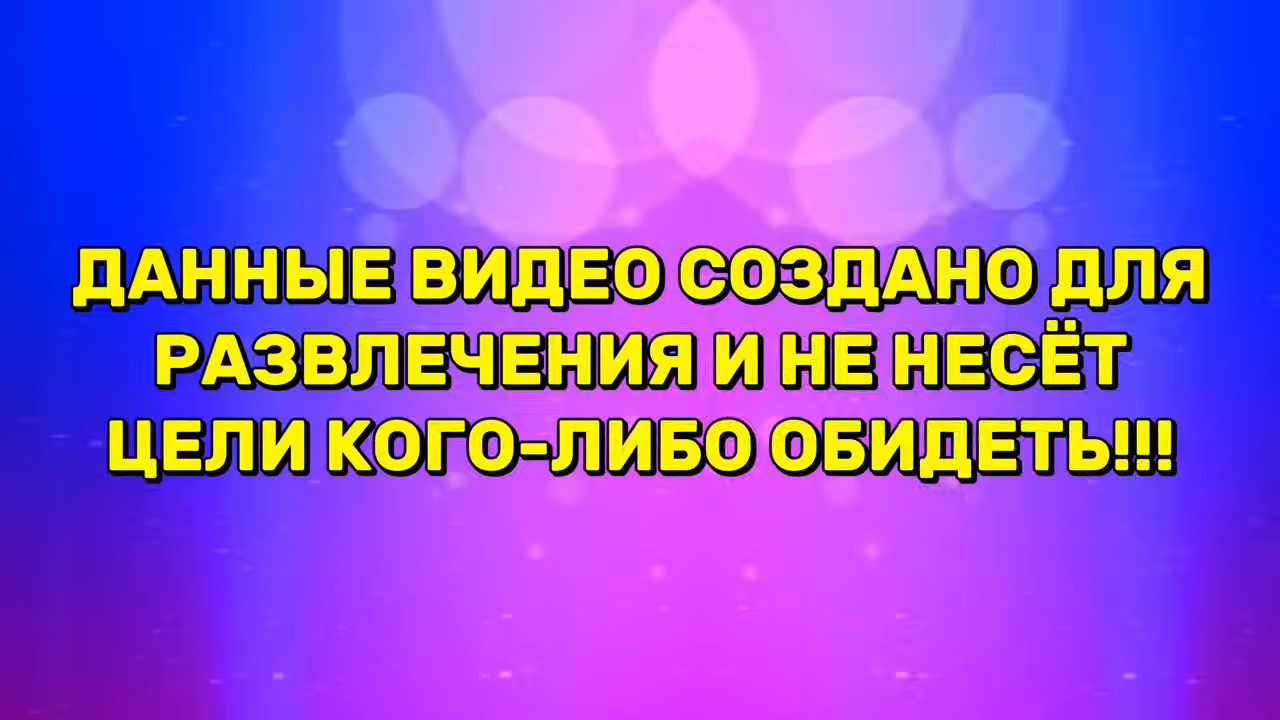 ДАННЫЕ ВИДЕО СОЗДАНО ДЛЯ
РАЗВЛЕЧЕНИЯ И НЕ НЕСЁТ
ЦЕЛИ КОГО-ЛИБО ОБИДЕТЬ!!!